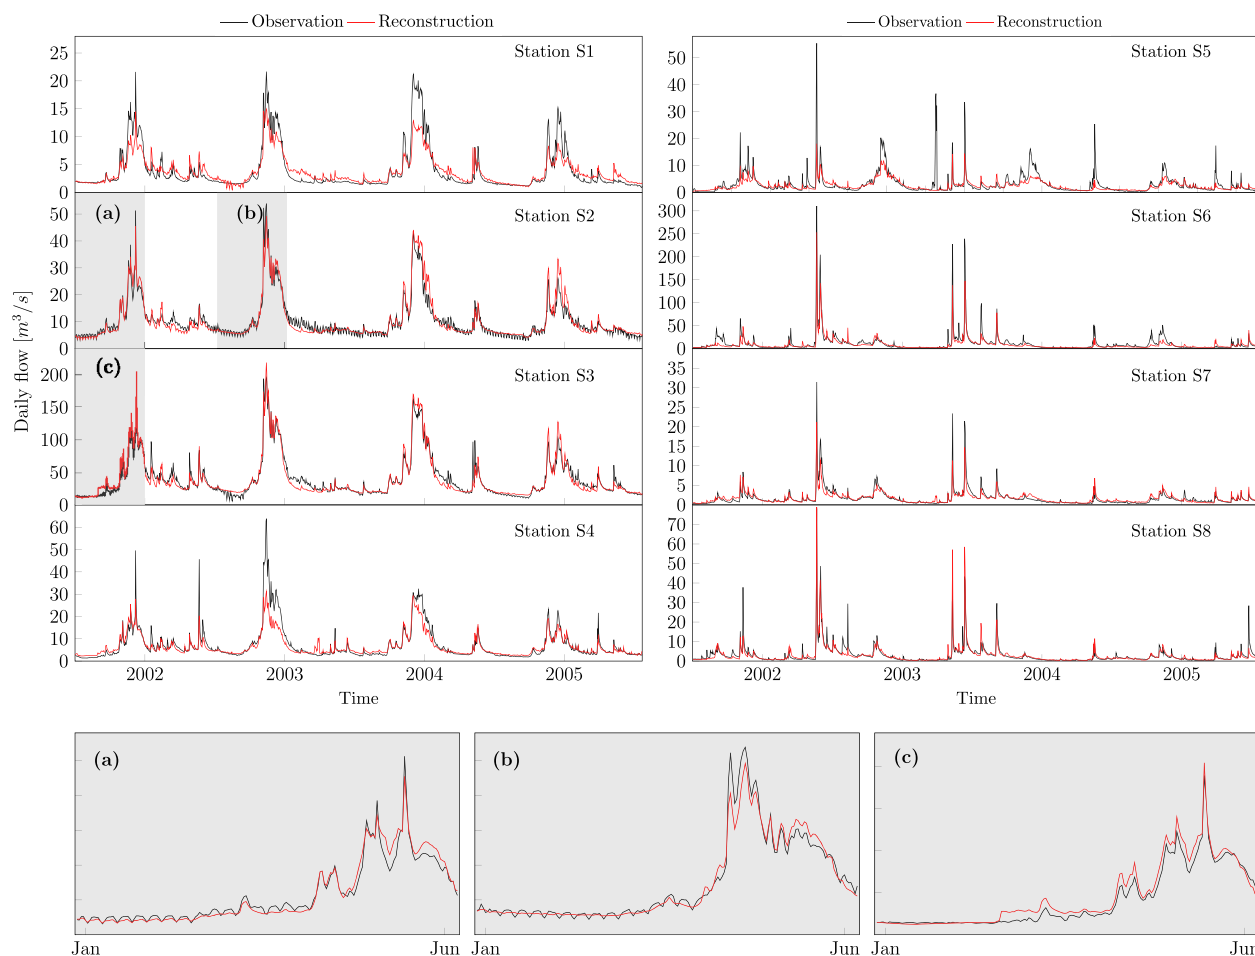 Observation Reconstruction
Observation Reconstruction
Daily flow [m³/s]
Station S1
25
20
15
10
5
0
(a)
(b)
Station S2
50
40
30
20
10
0
(c)
Station S3
200
150
100
50
0
Station S4
60
50
40
30
20
10
0
2002 2003 2004 2005
Time
Station S5
50
40
30
20
10
0
Station S6
300
250
200
150
100
50
0
Station S7
35
30
25
20
15
10
5
0
Station S8
70
60
50
40
30
20
10
0
2002 2003 2004 2005
Time
(a)
Jan Jun
(b)
Jan Jun
(c)
Jan Jun